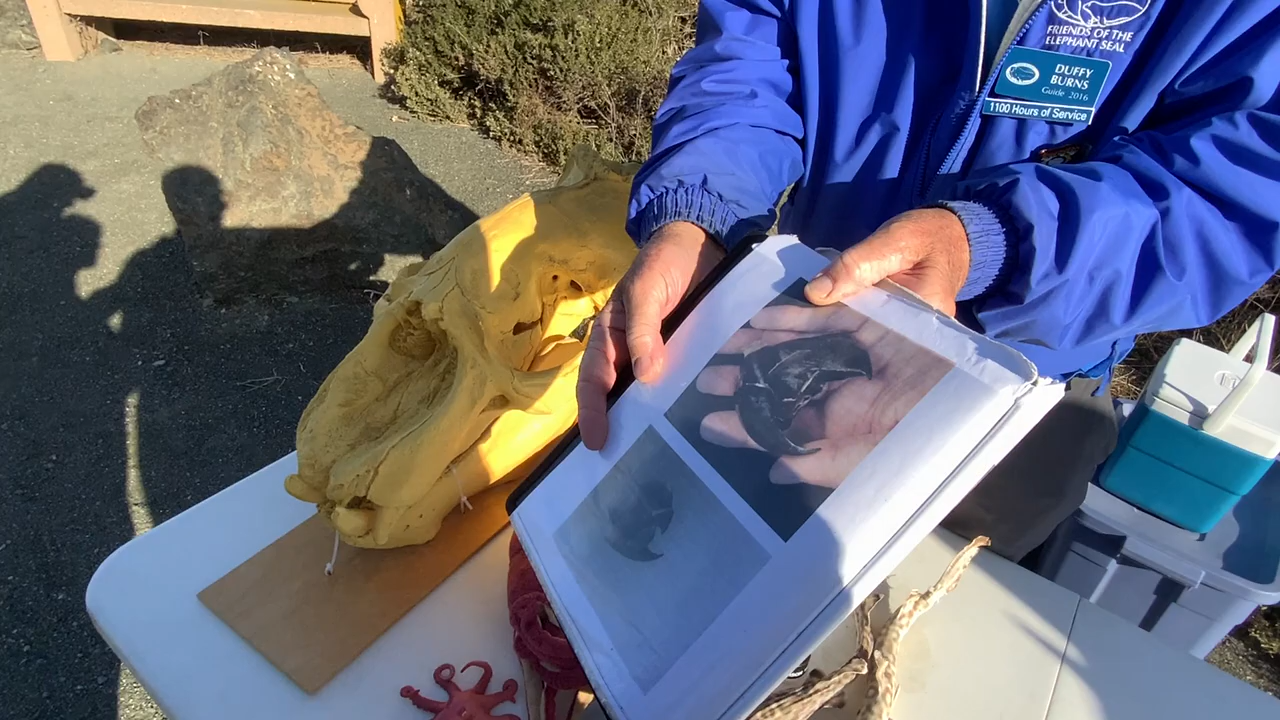 FRIENDS OF THE
ELEPHANT SEAL
DUFFY
BURNS
Guide 2016
1100 Hours of Service